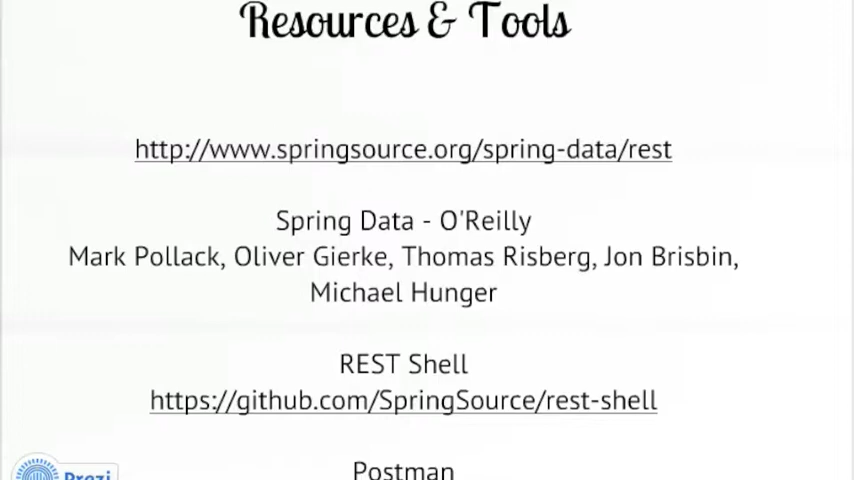 Resources & Tools
http://www.springsource.org/spring-data/rest
Spring Data - O'Reilly
Mark Pollack, Oliver Gierke, Thomas Risberg, Jon Brisbin,
Michael Hunger
REST Shell
https://github.com/SpringSource/rest-shell
Postman
Prezi